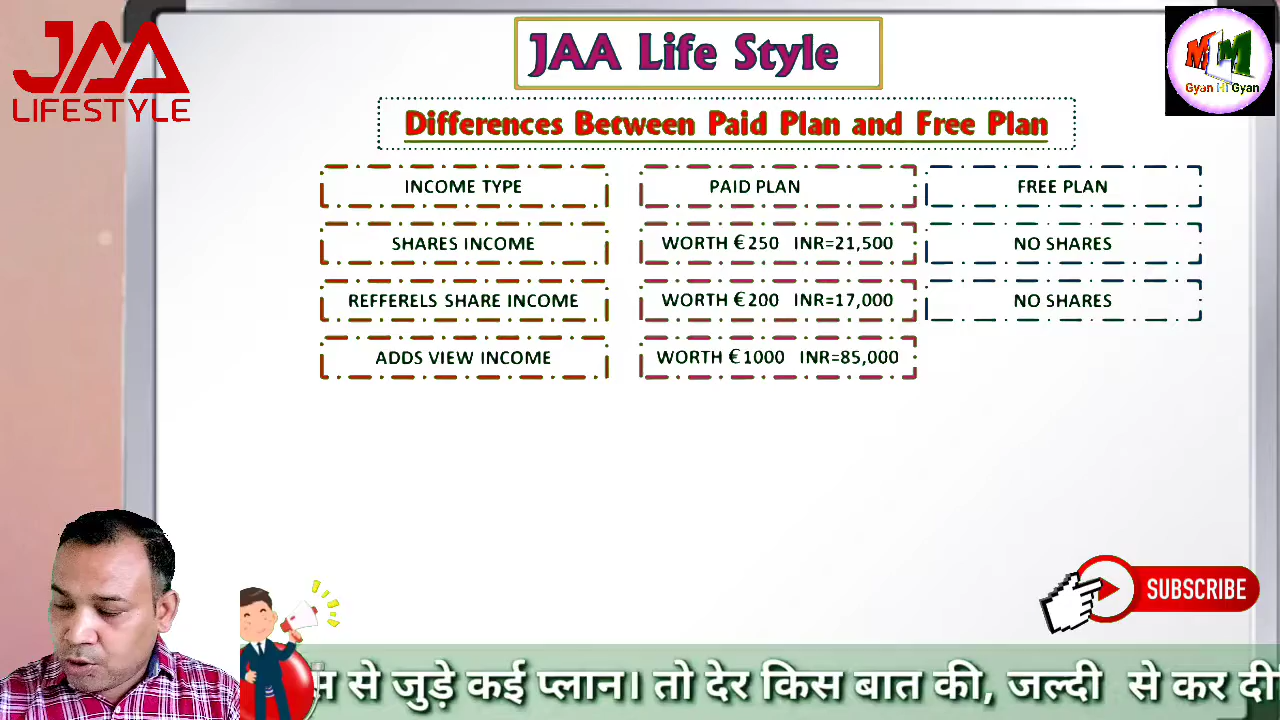 JAA
LIFESTYLE
JAA Life Style
MM
Gyan Hi Gyan
Differences Between Paid Plan and Free Plan
INCOME TYPE PAID PLAN FREE PLAN
SHARES INCOME WORTH €250 INR=21,500 NO SHARES
REFFERELS SHARE INCOME WORTH €200 INR=17,000 NO SHARES
ADDS VIEW INCOME WORTH €1000 INR=85,000
SUBSCRIBE
से जुड़े कई प्लान। तो देर किस बात की, जल्दी से कर दी